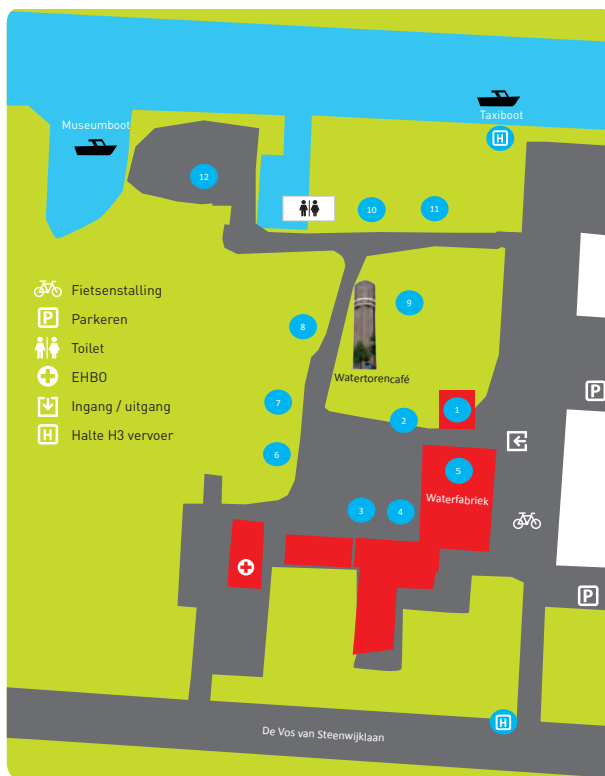 Museumboot
Taxiboot
H
12
10
11
Fietsenstalling
P Parkeren
Toilet
EHBO
Ingang / uitgang
H Halte H3 vervoer
9
8
Watertorencafé
P
7
1
2
6
5
Waterfabriek
3
4
P
H
De Vos van Steenwijklaan